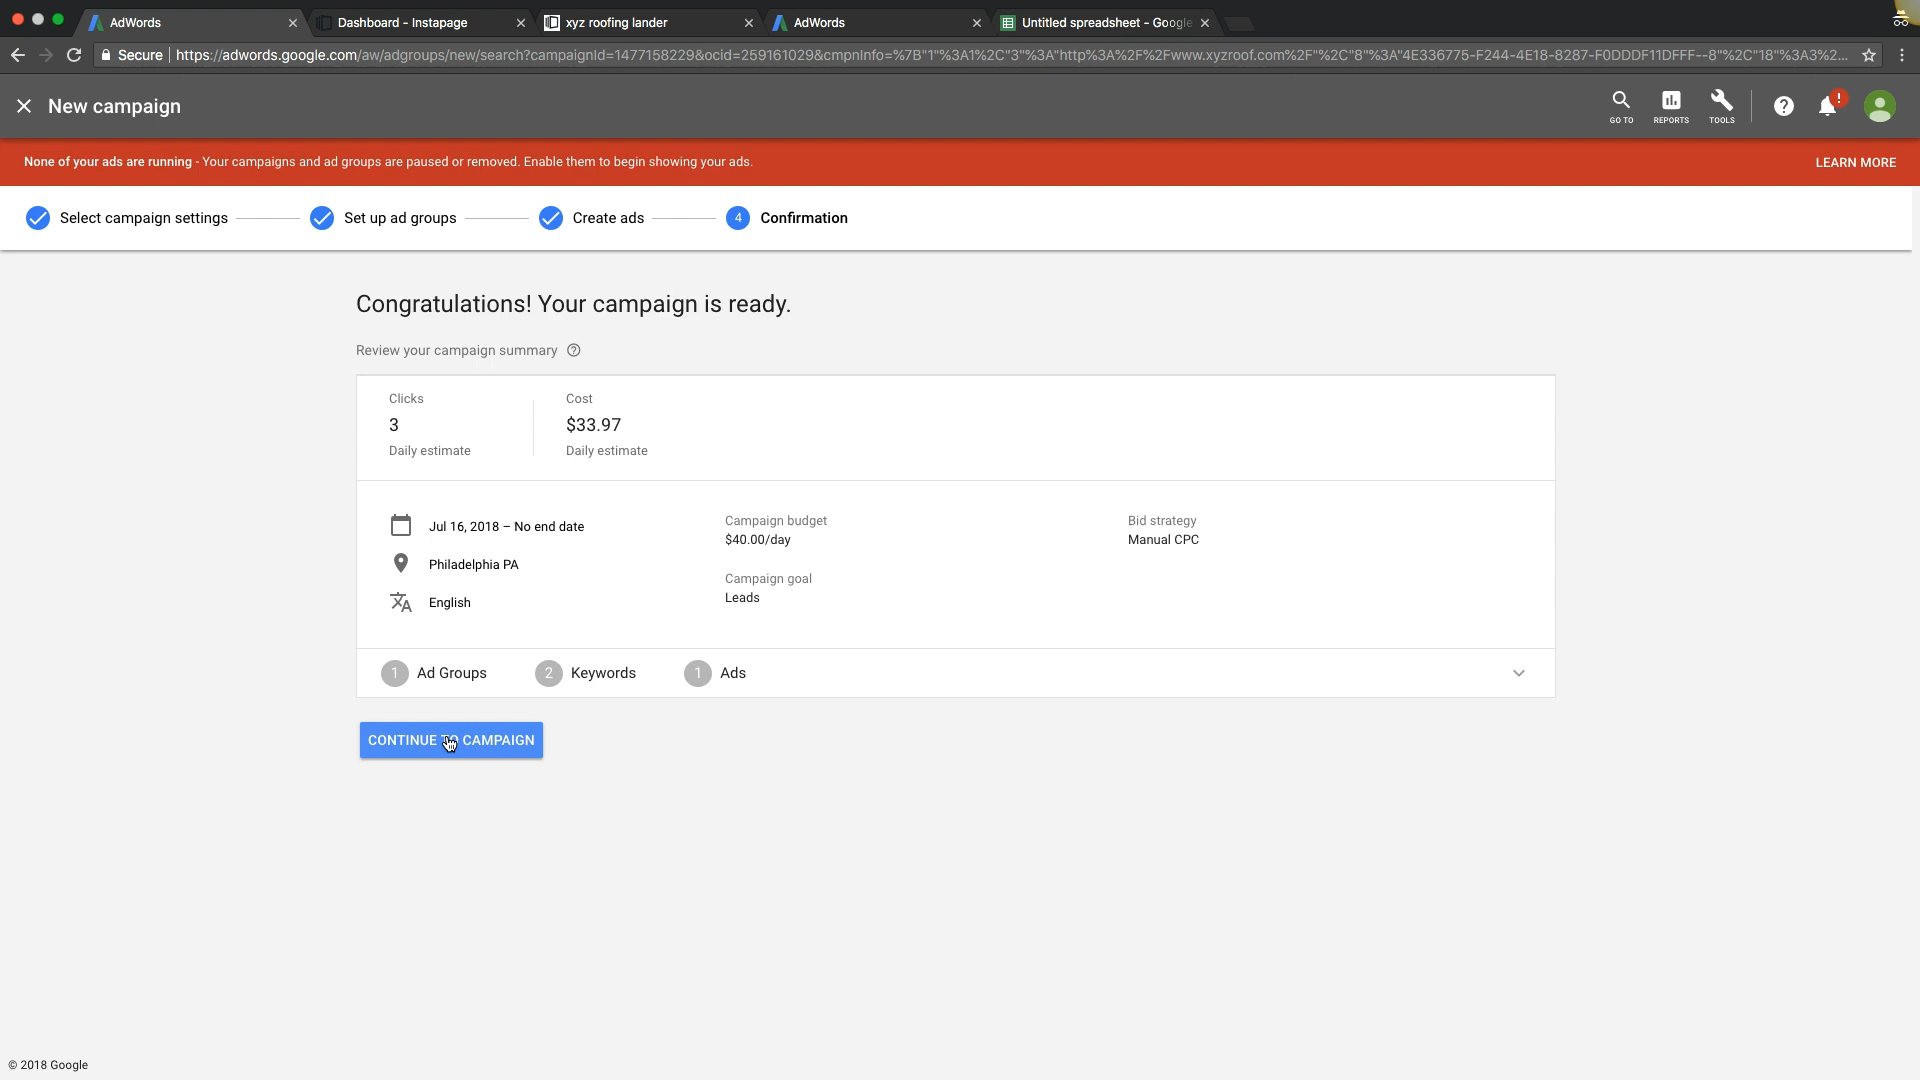 AdWords
Dashboard - Instapage
xyz roofing lander
AdWords
Untitled spreadsheet - Google
Secure
https://adwords.google.com/aw/adgroups/new/search?campaignId=1477158229&ocid=259161029&cmpnInfo=%7B"1"%3A1%2C"3"%3A"http%3A%2F%2Fwww.xyzroof.com%2F"%2C"8"%3A"4E336775-F244-4E18-8287-F0DDDF11DFFF--8"%2C"18"%3A3%2...
New campaign
GO TO
REPORTS
TOOLS
!
None of your ads are running - Your campaigns and ad groups are paused or removed. Enable them to begin showing your ads.
LEARN MORE
Select campaign settings
Set up ad groups
Create ads
4 Confirmation
Congratulations! Your campaign is ready.
Review your campaign summary
Clicks
3
Daily estimate
Cost
$33.97
Daily estimate
Jul 16, 2018 – No end date
Philadelphia PA
English
Campaign budget
$40.00/day
Campaign goal
Leads
Bid strategy
Manual CPC
1 Ad Groups
2 Keywords
1 Ads
CONTINUE TO CAMPAIGN
© 2018 Google